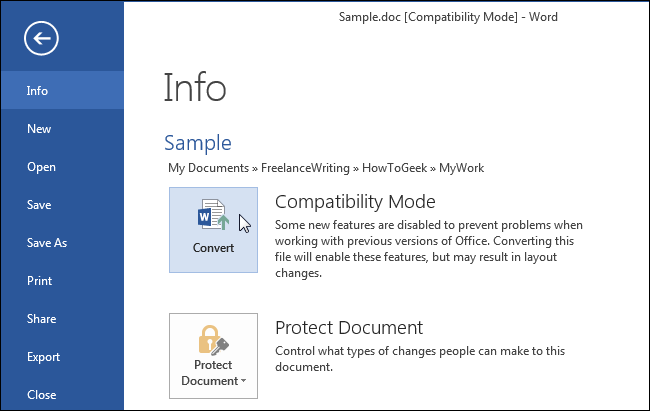 Sample.doc [Compatibility Mode] - Word
Info
New
Open
Save
Save As
Print
Share
Export
Close
Info
Sample
My Documents » FreelanceWriting » HowToGeek » MyWork
Convert
Compatibility Mode
Some new features are disabled to prevent problems when
working with previous versions of Office. Converting this
file will enable these features, but may result in layout
changes.
Protect
Document
Protect Document
Control what types of changes people can make to this
document.